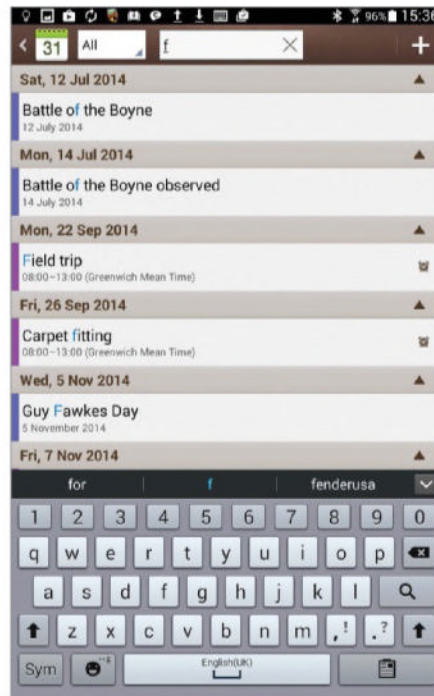 96% 15:36
31 All f
Sat, 12 Jul 2014
Battle of the Boyne
12 July 2014
Mon, 14 Jul 2014
Battle of the Boyne observed
14 July 2014
Mon, 22 Sep 2014
Field trip
08:00–13:00 (Greenwich Mean Time)
Fri, 26 Sep 2014
Carpet fitting
08:00–13:00 (Greenwich Mean Time)
Wed, 5 Nov 2014
Guy Fawkes Day
5 November 2014
Fri, 7 Nov 2014
for f fenderusa
1 2 3 4 5 6 7 8 9 0
q w e r t y u i o p
a s d f g h j k l
z x c v b n m , ! . ?
Sym English(UK)